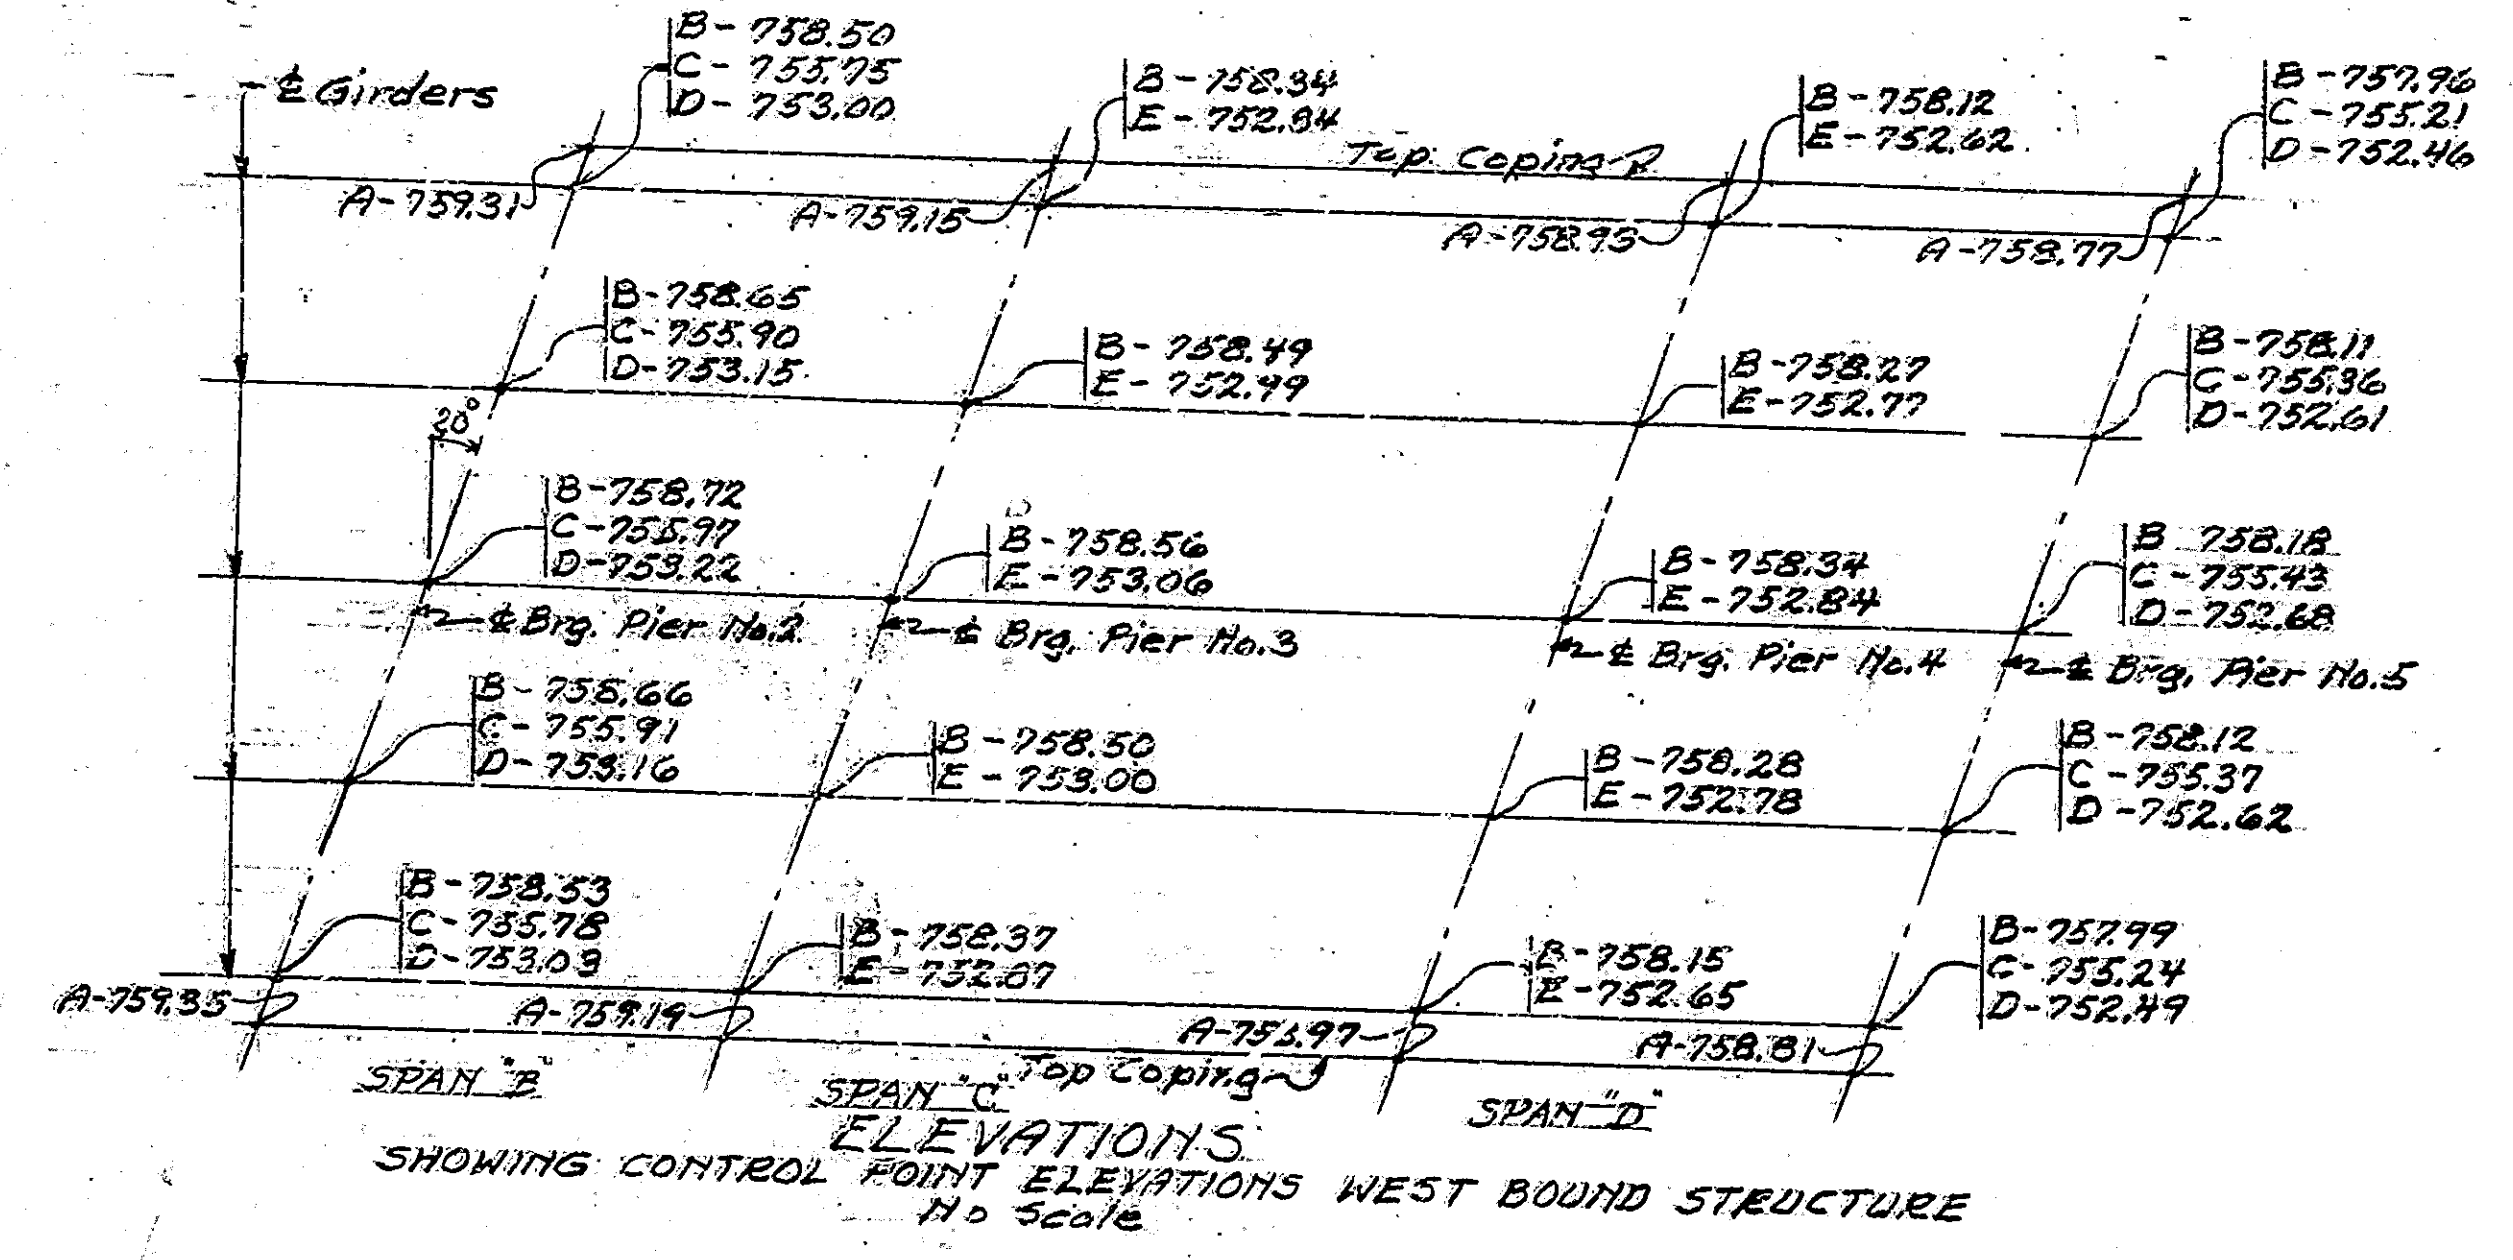 ℄ Girders
B - 758.50
C - 755.75
D - 753.00
B - 758.34
E - 752.84
B - 758.12
E - 752.62
B - 757.96
C - 755.21
D - 752.46
Top Coping
A - 759.31
A - 759.15
A - 758.93
A - 758.77
B - 758.65
C - 755.90
D - 753.15
B - 758.49
E - 752.99
B - 758.27
E - 752.77
B - 758.11
C - 755.36
D - 752.61
20°
B - 758.72
C - 755.97
D - 753.22
B - 758.56
E - 753.06
B - 758.34
E - 752.84
B 758.18
C - 755.43
D - 752.68
℄ Brg. Pier No.2
℄ Brg. Pier No.3
℄ Brg. Pier No.4
℄ Brg. Pier No.5
B - 758.66
C - 755.91
D - 753.16
B - 758.50
E - 753.00
B - 758.28
E - 752.78
B - 758.12
C - 755.37
D - 752.62
B - 758.53
C - 755.78
D - 753.03
B - 758.37
E - 752.87
B - 758.15
E - 752.65
B - 757.99
C - 755.24
D - 752.49
A - 759.35
A - 759.19
A - 758.97
A - 758.81
Top Coping
SPAN "B"
SPAN "C"
SPAN "D"
ELEVATIONS
SHOWING CONTROL POINT ELEVATIONS WEST BOUND STRUCTURE
No Scale